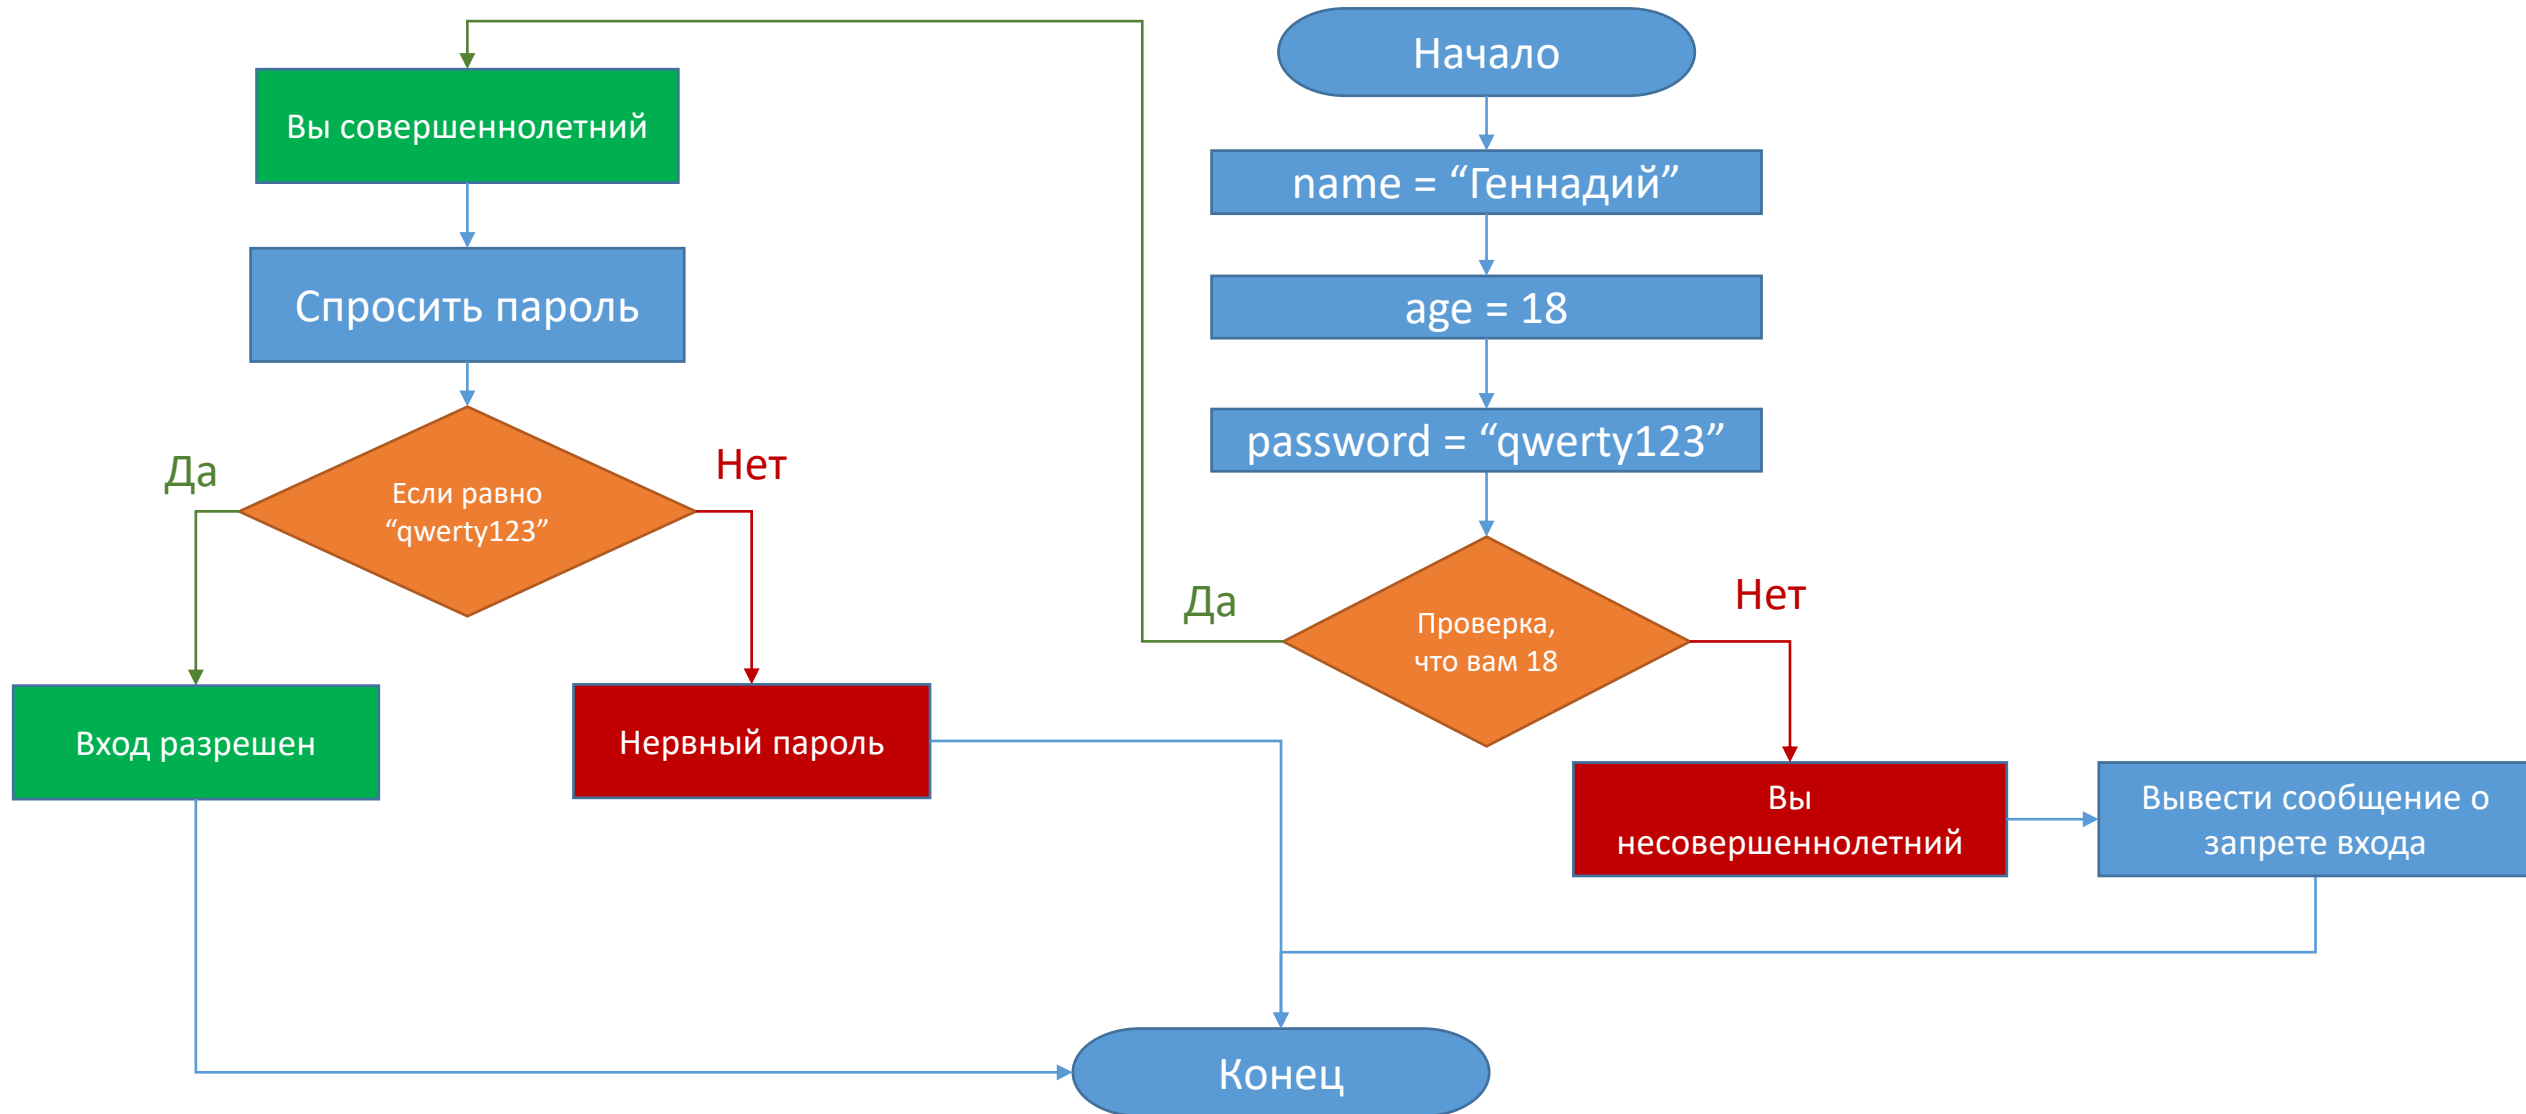 Начало
name = “Геннадий”
age = 18
password = “qwerty123”
Проверка,
что вам 18
Да
Нет
Вы совершеннолетний
Спросить пароль
Если равно
“qwerty123”
Да
Нет
Вход разрешен
Нервный пароль
Вы
несовершеннолетний
Вывести сообщение о
запрете входа
Конец